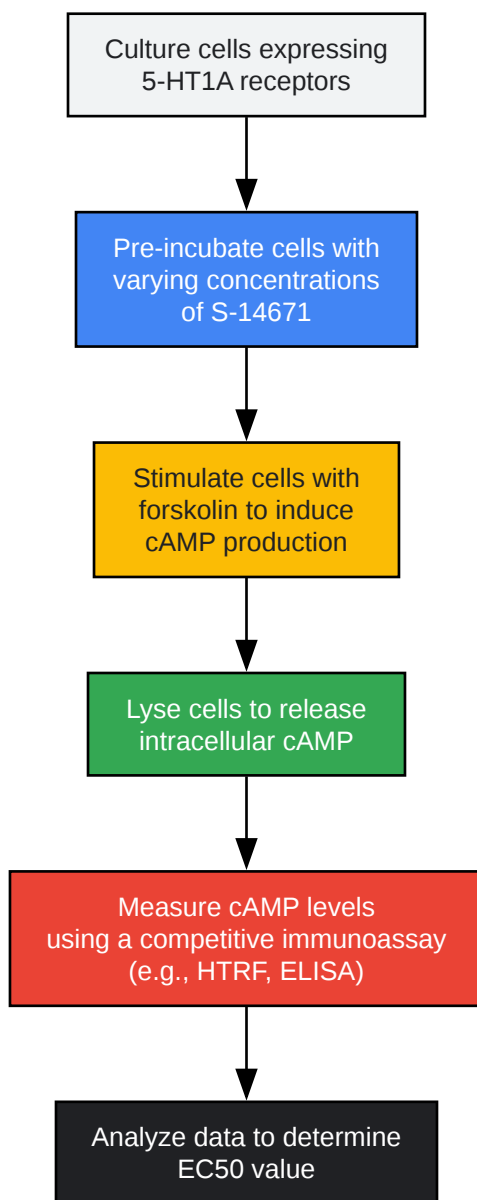 Culture cells expressing
5-HT1A receptors
Pre-incubate cells with
varying concentrations
of S-14671
Stimulate cells with
forskolin to induce
cAMP production
Lyse cells to release
intracellular cAMP
Measure cAMP levels
using a competitive immunoassay
(e.g., HTRF, ELISA)
Analyze data to determine
EC50 value